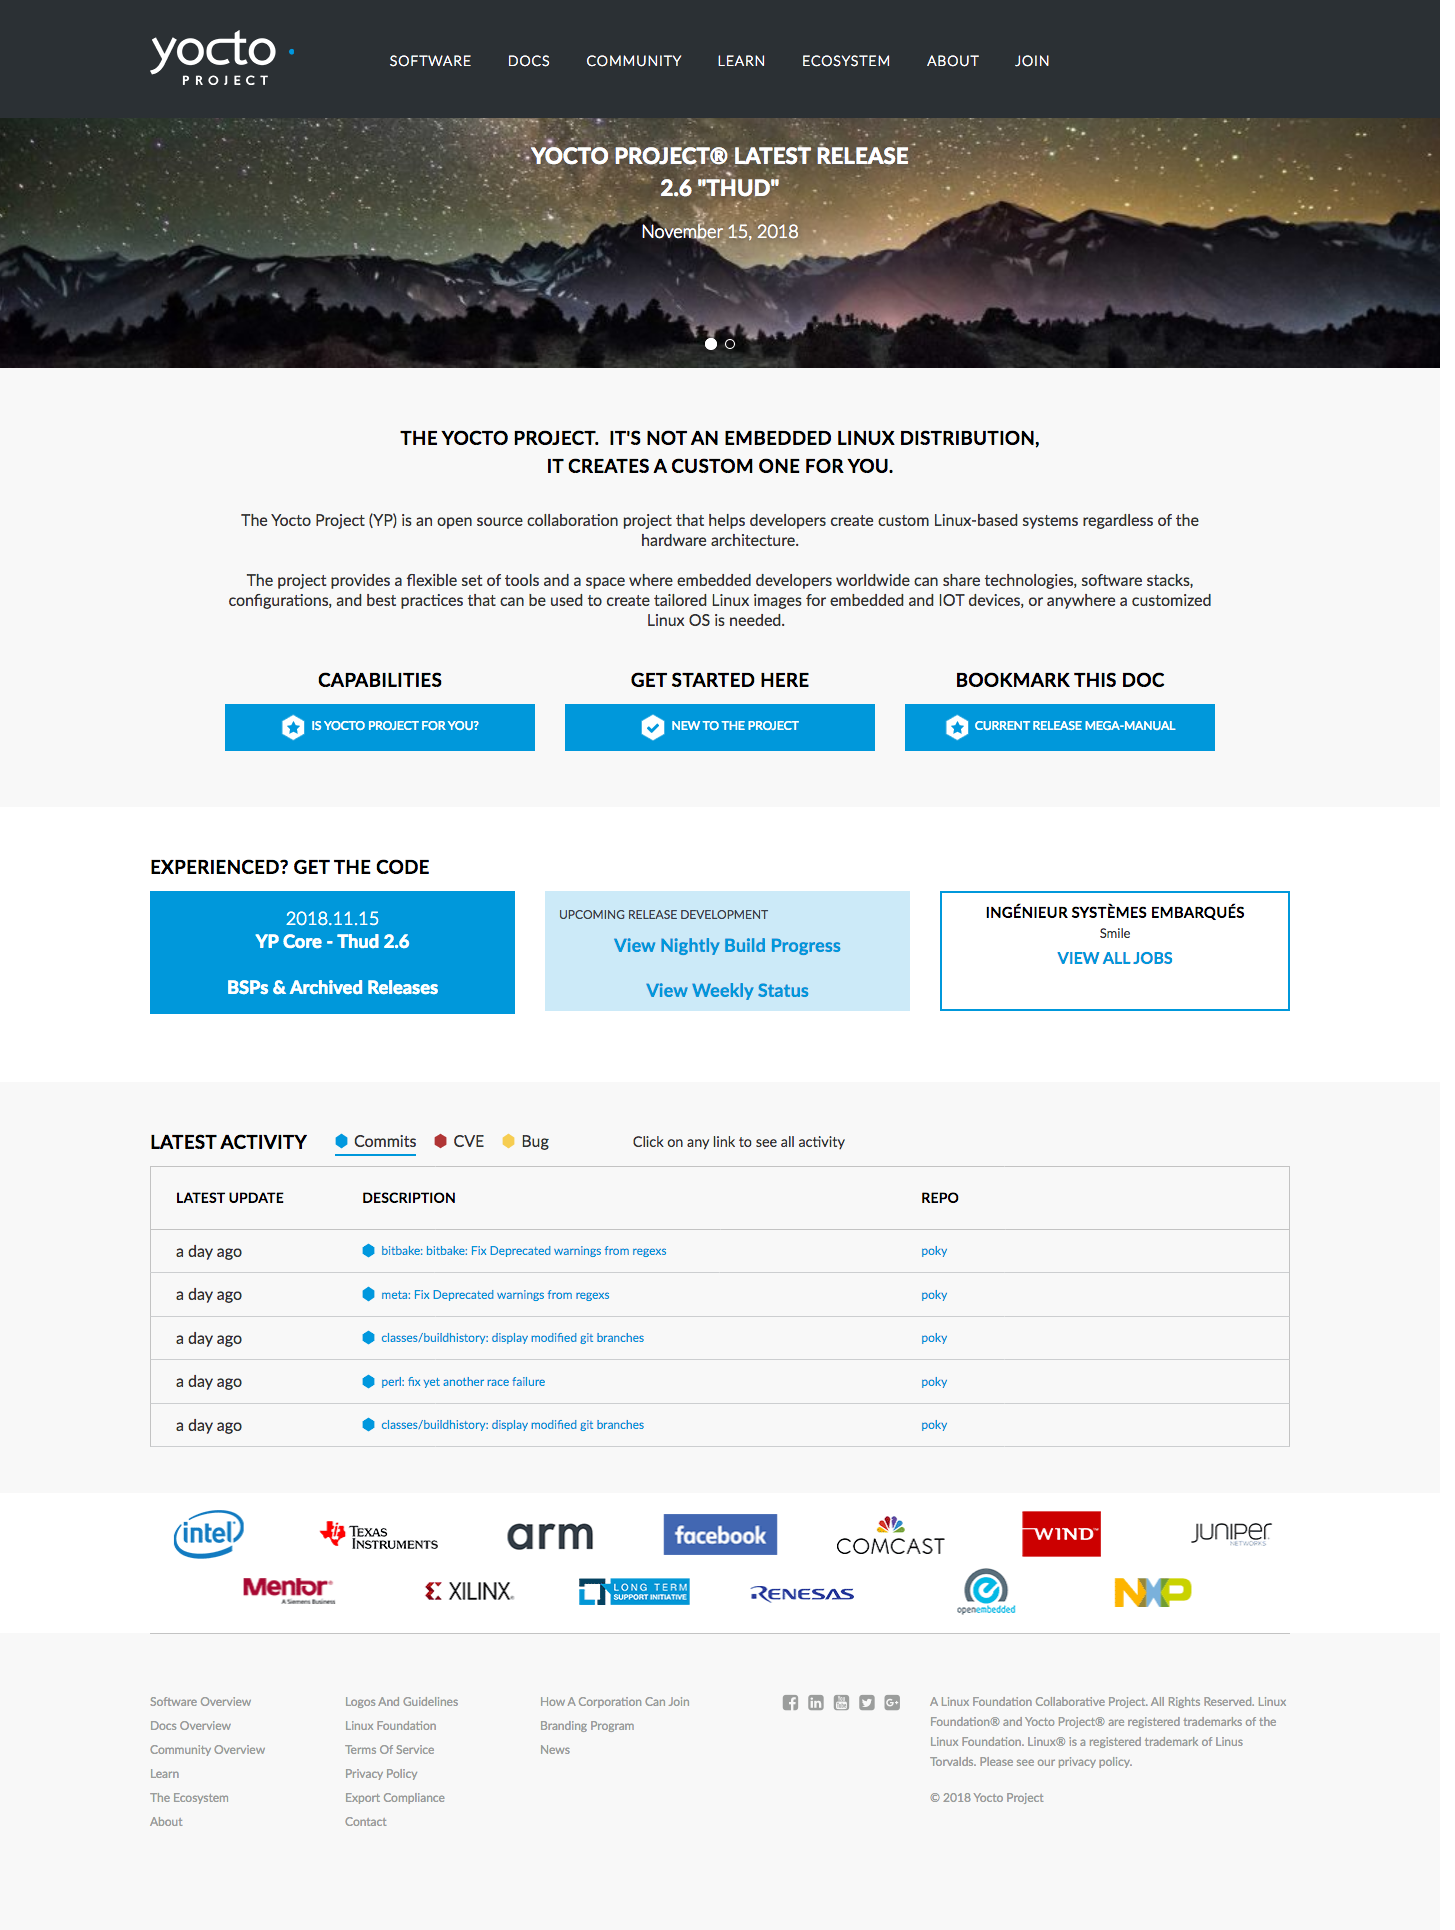 yocto
PROJECT
SOFTWARE DOCS COMMUNITY LEARN ECOSYSTEM ABOUT JOIN
YOCTO PROJECT® LATEST RELEASE
2.6 "THUD"
November 15, 2018
THE YOCTO PROJECT. IT'S NOT AN EMBEDDED LINUX DISTRIBUTION,
IT CREATES A CUSTOM ONE FOR YOU.
The Yocto Project (YP) is an open source collaboration project that helps developers create custom Linux-based systems regardless of the
hardware architecture.
The project provides a flexible set of tools and a space where embedded developers worldwide can share technologies, software stacks,
configurations, and best practices that can be used to create tailored Linux images for embedded and IOT devices, or anywhere a customized
Linux OS is needed.
CAPABILITIES
IS YOCTO PROJECT FOR YOU?
GET STARTED HERE
NEW TO THE PROJECT
BOOKMARK THIS DOC
CURRENT RELEASE MEGA-MANUAL
EXPERIENCED? GET THE CODE
2018.11.15
YP Core - Thud 2.6
BSPs & Archived Releases
UPCOMING RELEASE DEVELOPMENT
View Nightly Build Progress
View Weekly Status
INGÉNIEUR SYSTÈMES EMBARQUÉS
Smile
VIEW ALL JOBS
LATEST ACTIVITY Commits CVE Bug Click on any link to see all activity
LATEST UPDATE DESCRIPTION REPO
a day ago bitbake: bitbake: Fix Deprecated warnings from regexs poky
a day ago meta: Fix Deprecated warnings from regexs poky
a day ago classes/buildhistory: display modified git branches poky
a day ago perl: fix yet another race failure poky
a day ago classes/buildhistory: display modified git branches poky
intel
TEXAS
INSTRUMENTS
arm
facebook
COMCAST
WIND
JUNIPER
NETWORKS
Mentor
A Siemens Business
XILINX
LONG TERM
SUPPORT INITIATIVE
RENESAS
openembedded
NXP
Software Overview
Docs Overview
Community Overview
Learn
The Ecosystem
About
Logos And Guidelines
Linux Foundation
Terms Of Service
Privacy Policy
Export Compliance
Contact
How A Corporation Can Join
Branding Program
News
A Linux Foundation Collaborative Project. All Rights Reserved. Linux
Foundation® and Yocto Project® are registered trademarks of the
Linux Foundation. Linux® is a registered trademark of Linus
Torvalds. Please see our privacy policy.
© 2018 Yocto Project